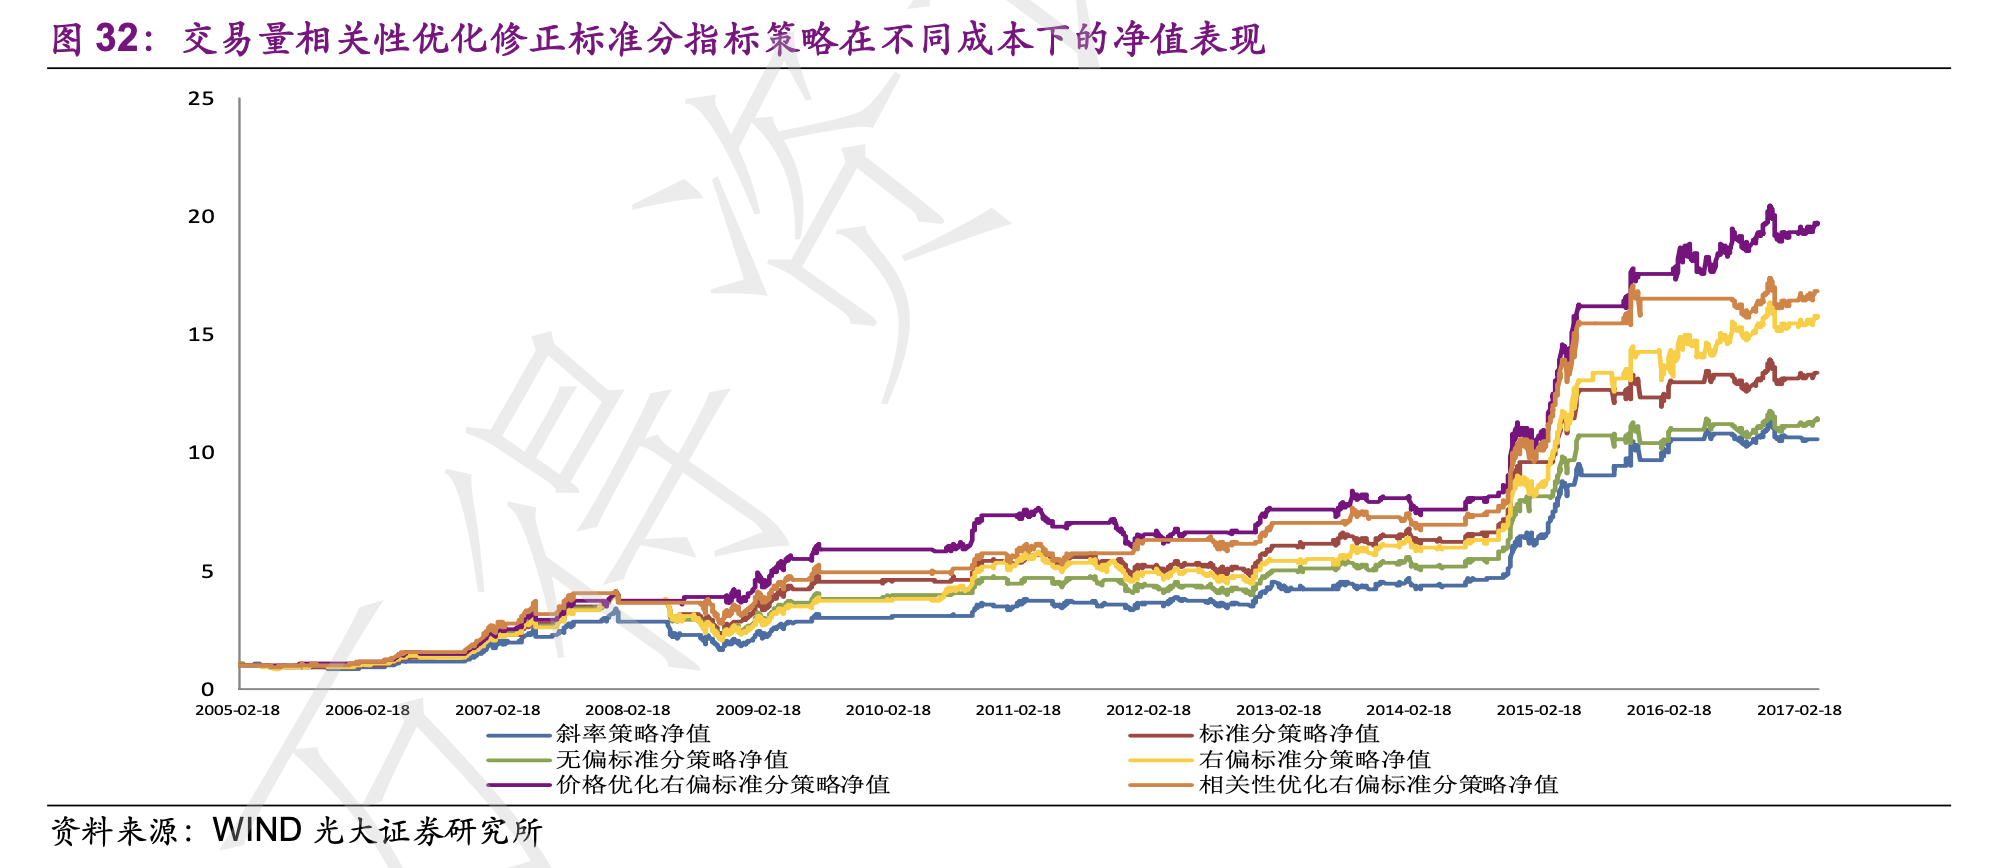 图 32：交易量相关性优化修正标准分指标策略在不同成本下的净值表现
25
20
15
10
5
0
2005-02-18 2006-02-18 2007-02-18 2008-02-18 2009-02-18 2010-02-18 2011-02-18 2012-02-18 2013-02-18 2014-02-18 2015-02-18 2016-02-18 2017-02-18
斜率策略净值 标准分策略净值
无偏标准分策略净值 右偏标准分策略净值
价格优化右偏标准分策略净值 相关性优化右偏标准分策略净值
资料来源：WIND 光大证券研究所